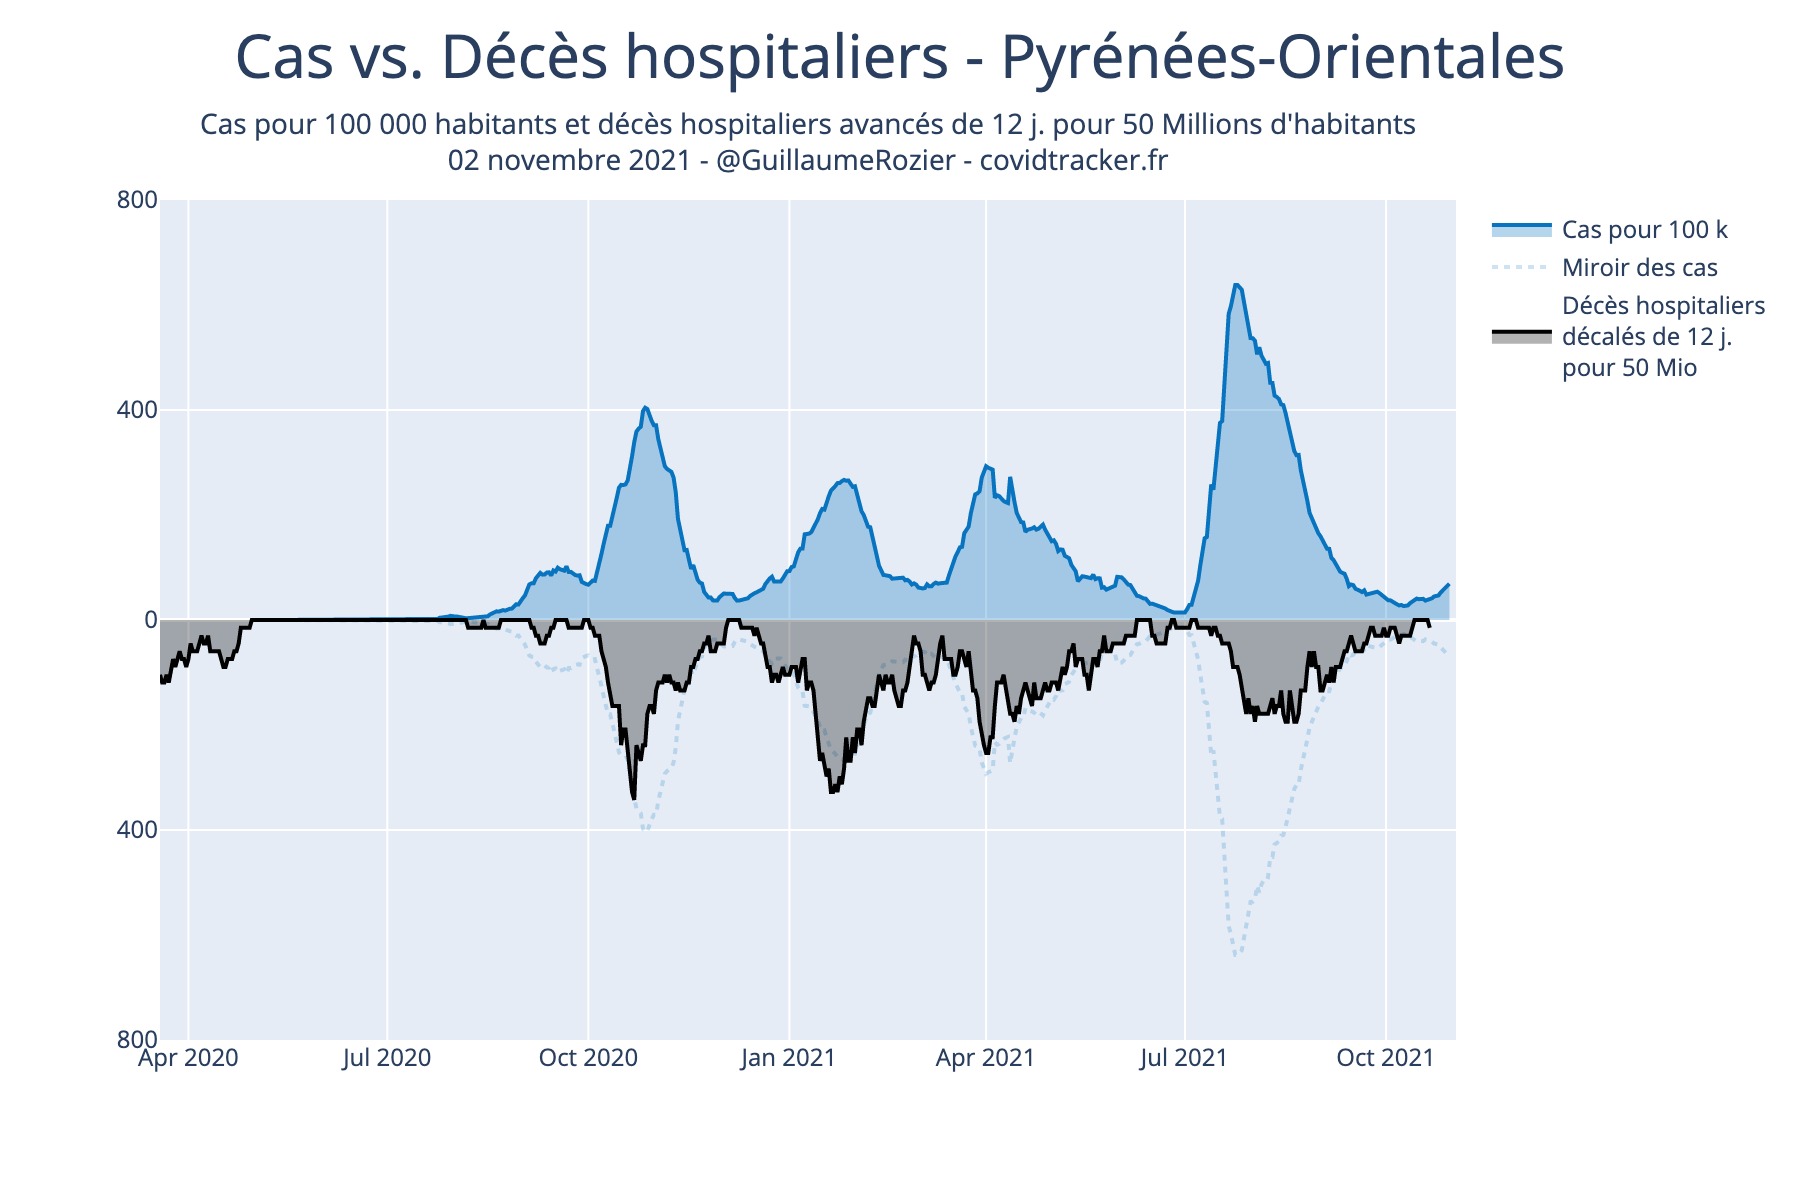 Cas vs. Décès hospitaliers - Pyrénées-Orientales
Cas pour 100 000 habitants et décès hospitaliers avancés de 12 j. pour 50 Millions d'habitants
02 novembre 2021 - @GuillaumeRozier - covidtracker.fr
800
400
0
400
800
Apr 2020
Jul 2020
Oct 2020
Jan 2021
Apr 2021
Jul 2021
Oct 2021
Cas pour 100 k
Miroir des cas
Décès hospitaliers
décalés de 12 j.
pour 50 Mio